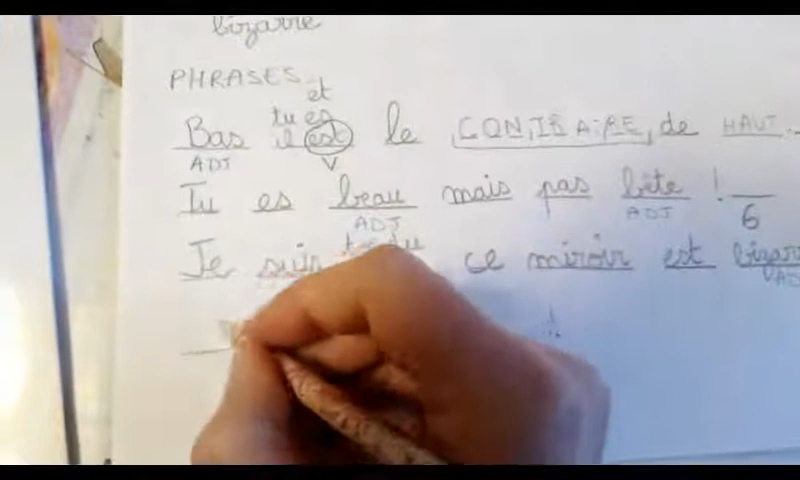 bizarre
PHRASES
et
tu es
Bas il est le CONTRAIRE de HAUT
ADJ V
Tu es beau mais pas bête !
ADJ ADJ 6
Je suis ce miroir est